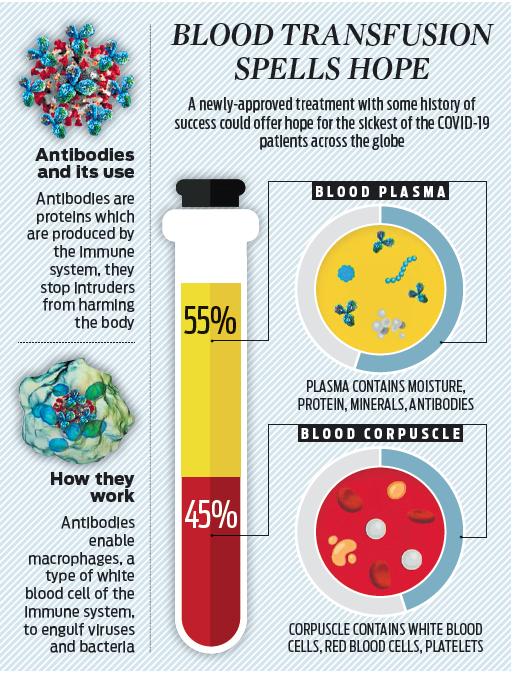 BLOOD TRANSFUSION
SPELLS HOPE
A newly-approved treatment with some history of
success could offer hope for the sickest of the COVID-19
patients across the globe
Antibodies
and its use
Antibodies are
proteins which
are produced by
the immune
system, they
stop intruders
from harming
the body
How they
work
Antibodies
enable
macrophages, a
type of white
blood cell of the
immune system,
to engulf viruses
and bacteria
55%
45%
BLOOD PLASMA
PLASMA CONTAINS MOISTURE,
PROTEIN, MINERALS, ANTIBODIES
BLOOD CORPUSCLE
CORPUSCLE CONTAINS WHITE BLOOD
CELLS, RED BLOOD CELLS, PLATELETS